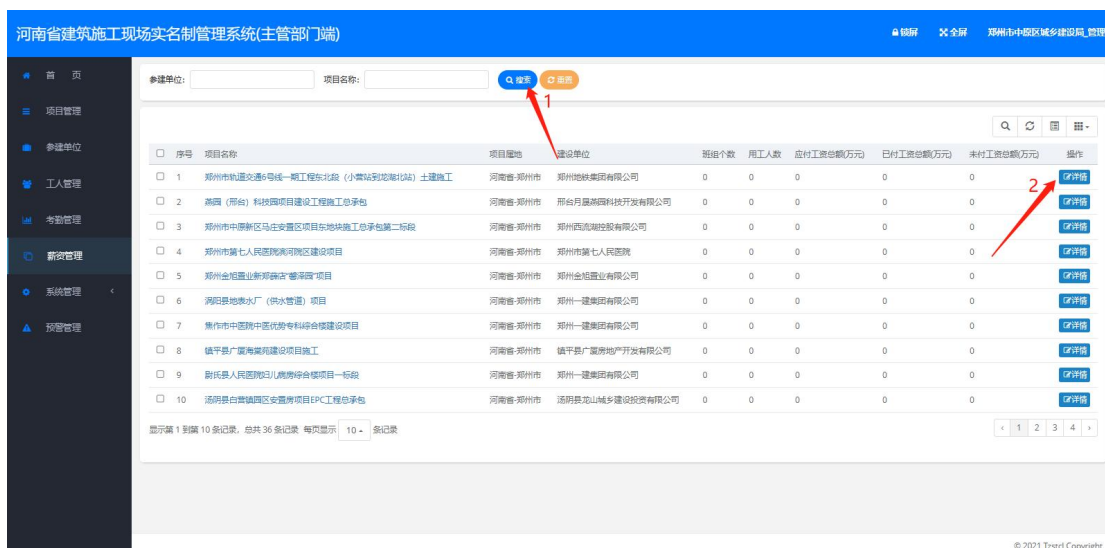 河南省建筑施工现场实名制管理系统(主管部门端)
锁屏 全屏 郑州市中原区城乡建设局_管理
首 页
项目管理
参建单位
工人管理
考勤管理
薪资管理
系统管理
预警管理
参建单位: 项目名称: 搜索 重置
1
序号 项目名称 项目属地 建设单位 班组个数 用工人数 应付工资总额(万元) 已付工资总额(万元) 未付工资总额(万元) 操作
1 郑州市轨道交通6号线一期工程东北段(小营站到龙湖北站)土建施工 河南省-郑州市 郑州地铁集团有限公司 0 0 0 0 0 详情
2
2 燕园(邢台)科技园项目建设工程施工总承包 河南省-郑州市 邢台月晟燕园科技开发有限公司 0 0 0 0 0 详情
3 郑州市中原新区马庄安置区项目东地块施工总承包第二标段 河南省-郑州市 郑州西流湖控股有限公司 0 0 0 0 0 详情
4 郑州市第七人民医院滨河院区建设项目 河南省-郑州市 郑州市第七人民医院 0 0 0 0 0 详情
5 郑州金旭置业新郑薛店“馨泽园”项目 河南省-郑州市 郑州金旭置业有限公司 0 0 0 0 0 详情
6 涡阳县地表水厂(供水管道)项目 河南省-郑州市 郑州一建集团有限公司 0 0 0 0 0 详情
7 焦作市中医院中医优势专科综合楼建设项目 河南省-郑州市 郑州一建集团有限公司 0 0 0 0 0 详情
8 镇平县广厦海棠苑建设项目施工 河南省-郑州市 镇平县广厦房地产开发有限公司 0 0 0 0 0 详情
9 尉氏县人民医院妇儿病房综合楼项目一标段 河南省-郑州市 郑州一建集团有限公司 0 0 0 0 0 详情
10 汤阴县白营镇园区安置房项目EPC工程总承包 河南省-郑州市 汤阴县龙山城乡建设投资有限公司 0 0 0 0 0 详情
显示第 1 到第 10 条记录,总共 36 条记录 每页显示 10 条记录
‹ 1 2 3 4 ›
© 2021 Copyright